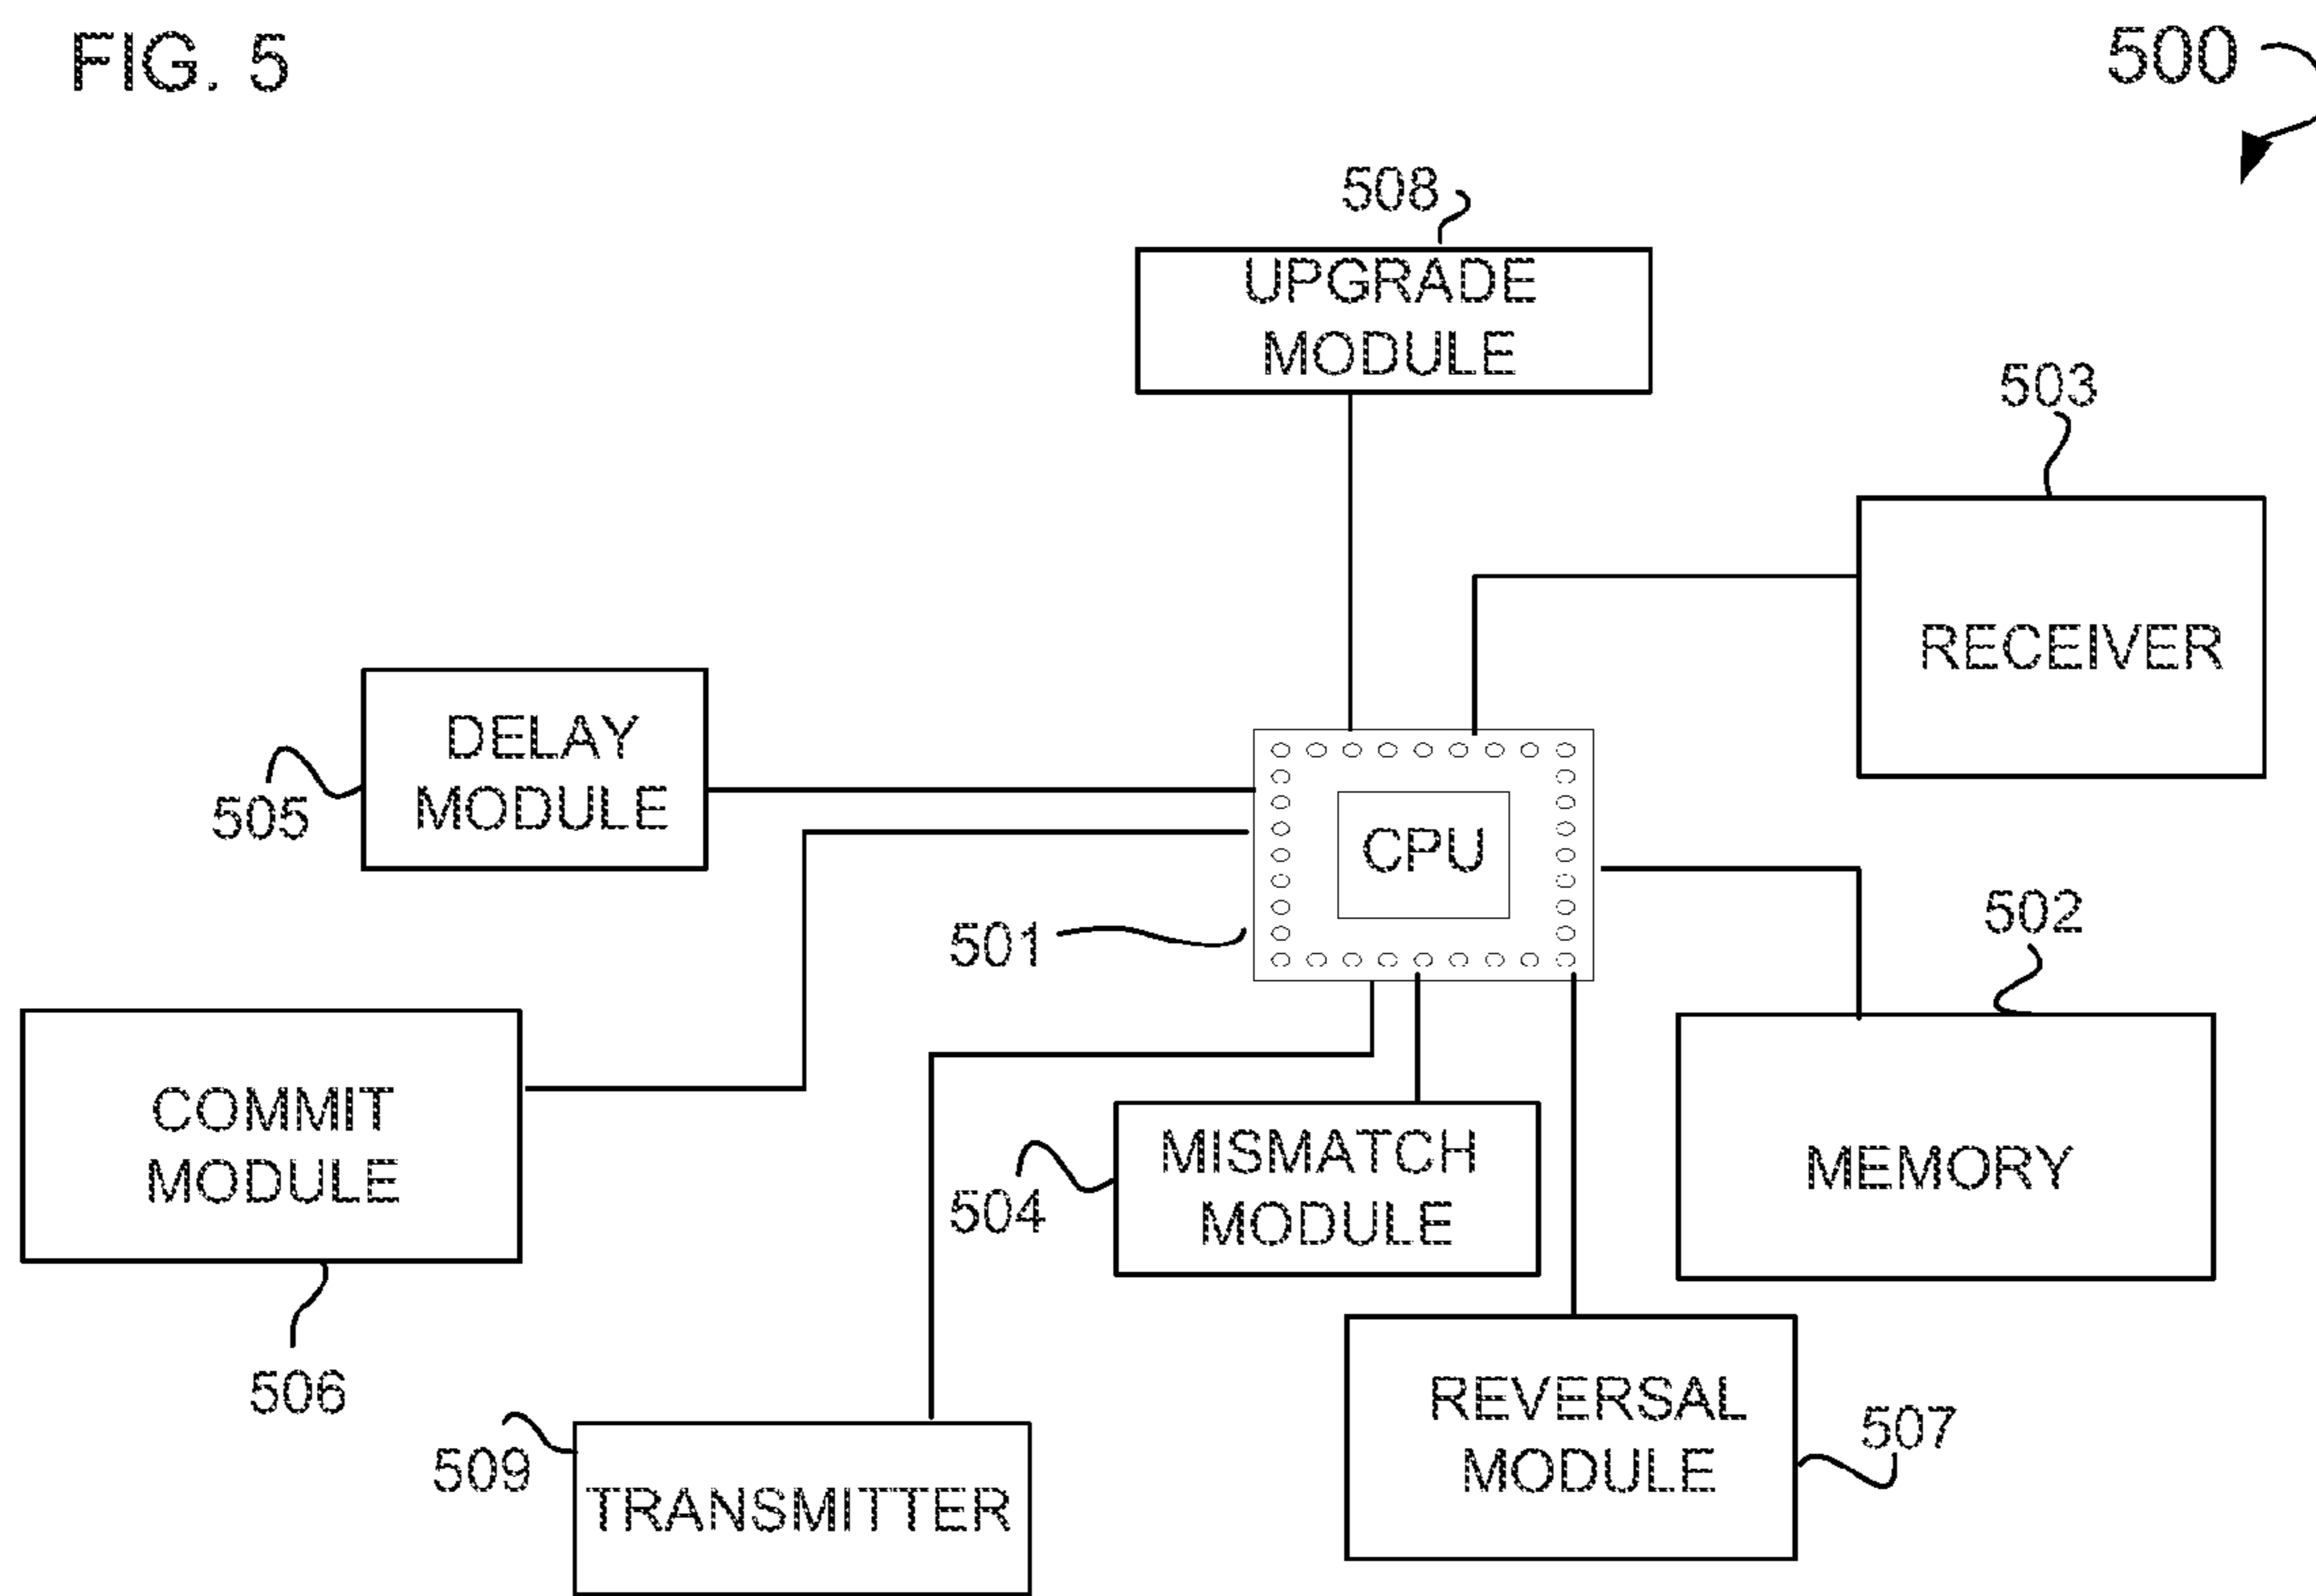 FIG. 5
500
508
UPGRADE
MODULE
503
RECEIVER
DELAY
MODULE
505
CPU
501
502
MEMORY
COMMIT
MODULE
506
MISMATCH
MODULE
504
REVERSAL
MODULE
507
509
TRANSMITTER